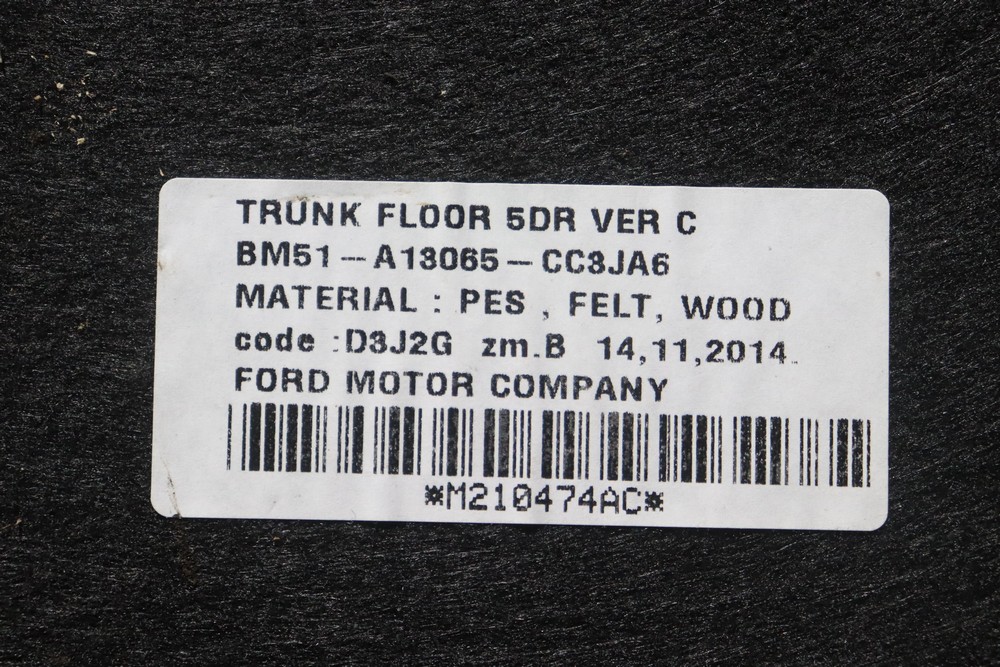 TRUNK FLOOR 5DR VER C
BM51-A13065-CC3JA6
MATERIAL : PES , FELT, WOOD
code :D3J2G zm.B 14,11,2014.
FORD MOTOR COMPANY
*M210474AC*